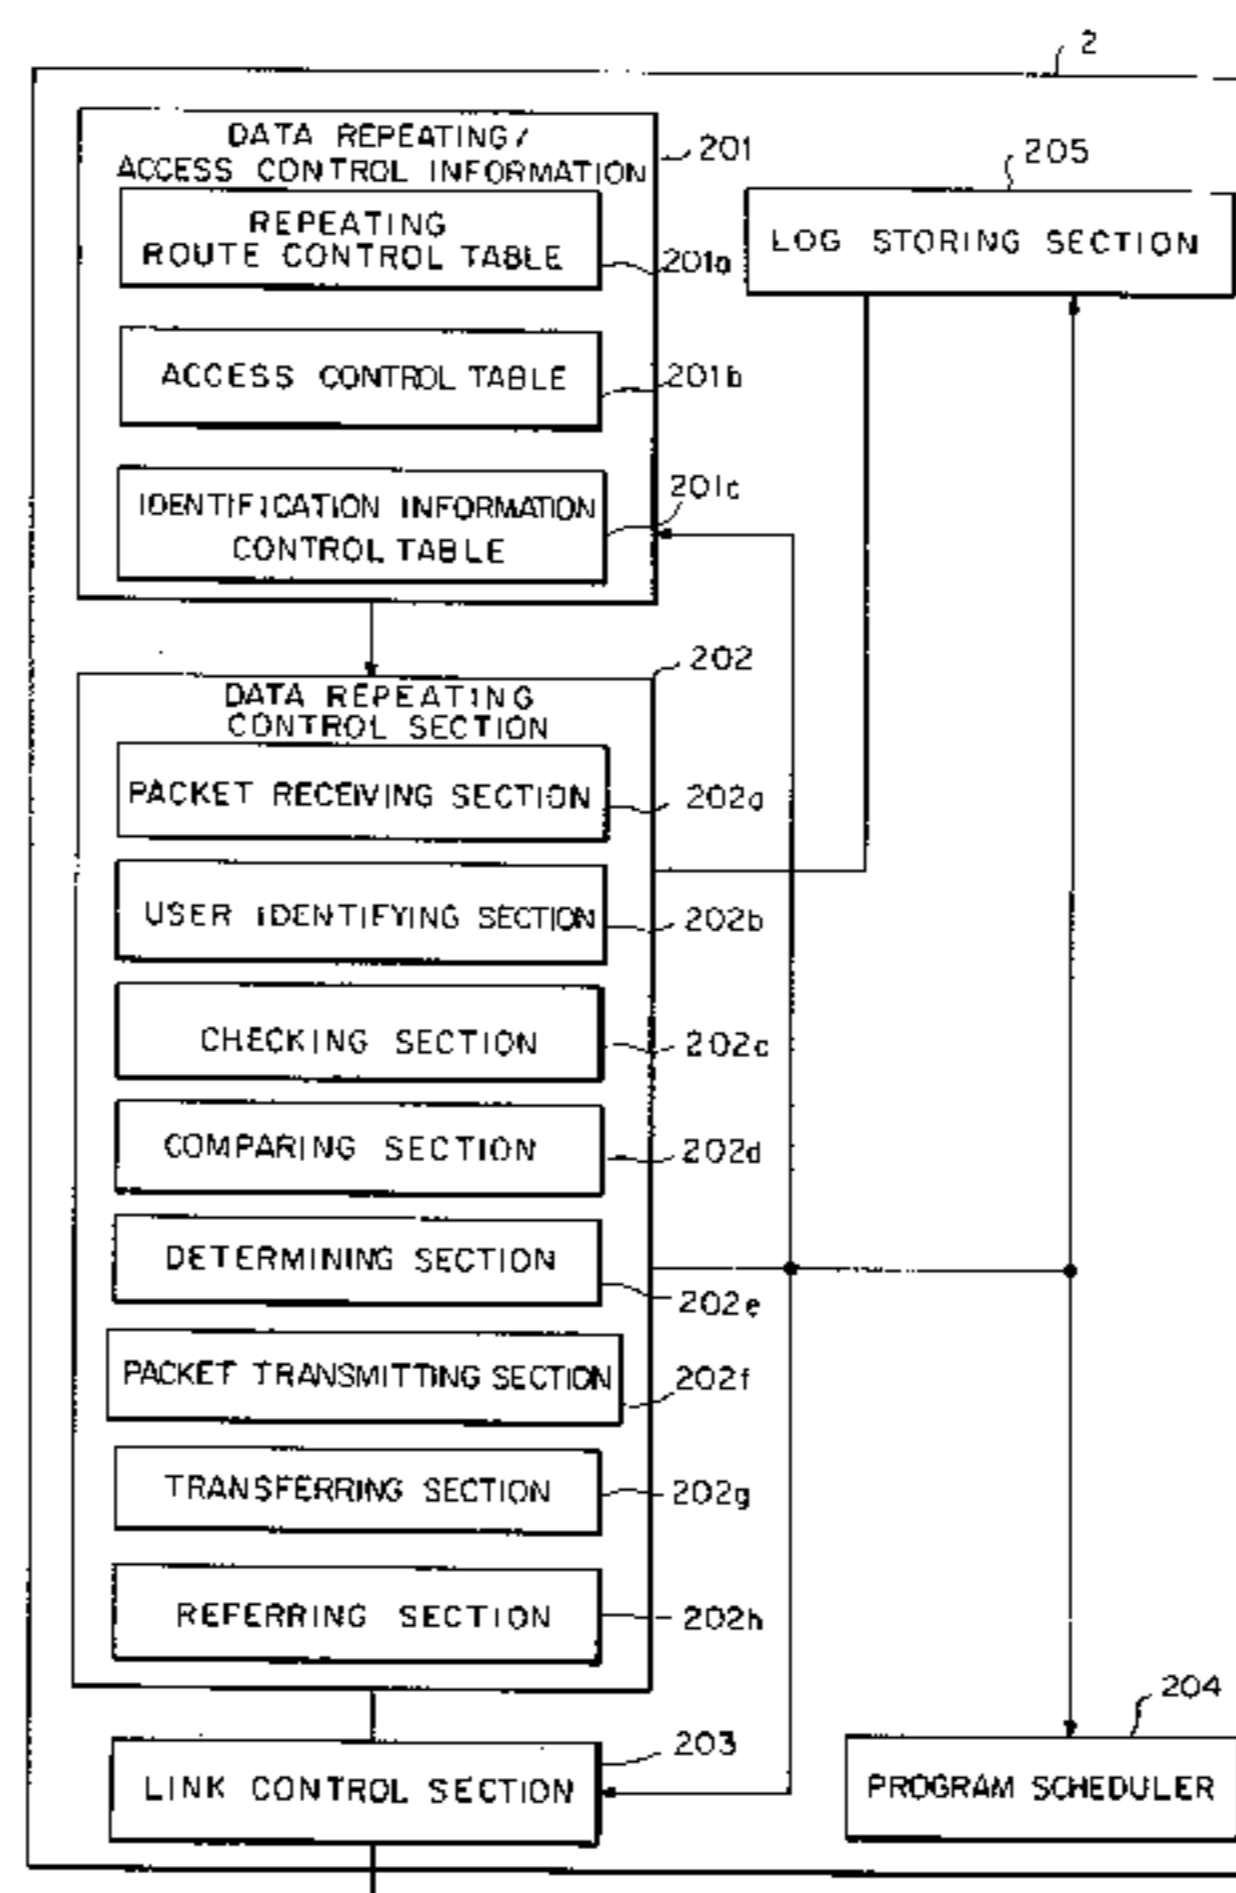 2
DATA REPEATING/
ACCESS CONTROL INFORMATION
201
REPEATING
ROUTE CONTROL TABLE
201a
ACCESS CONTROL TABLE
201b
IDENTIFICATION INFORMATION
CONTROL TABLE
201c
205
LOG STORING SECTION
202
DATA REPEATING
CONTROL SECTION
PACKET RECEIVING SECTION
202a
USER IDENTIFYING SECTION
202b
CHECKING SECTION
202c
COMPARING SECTION
202d
DETERMINING SECTION
202e
PACKET TRANSMITTING SECTION
202f
TRANSFERRING SECTION
202g
REFERRING SECTION
202h
203
LINK CONTROL SECTION
204
PROGRAM SCHEDULER